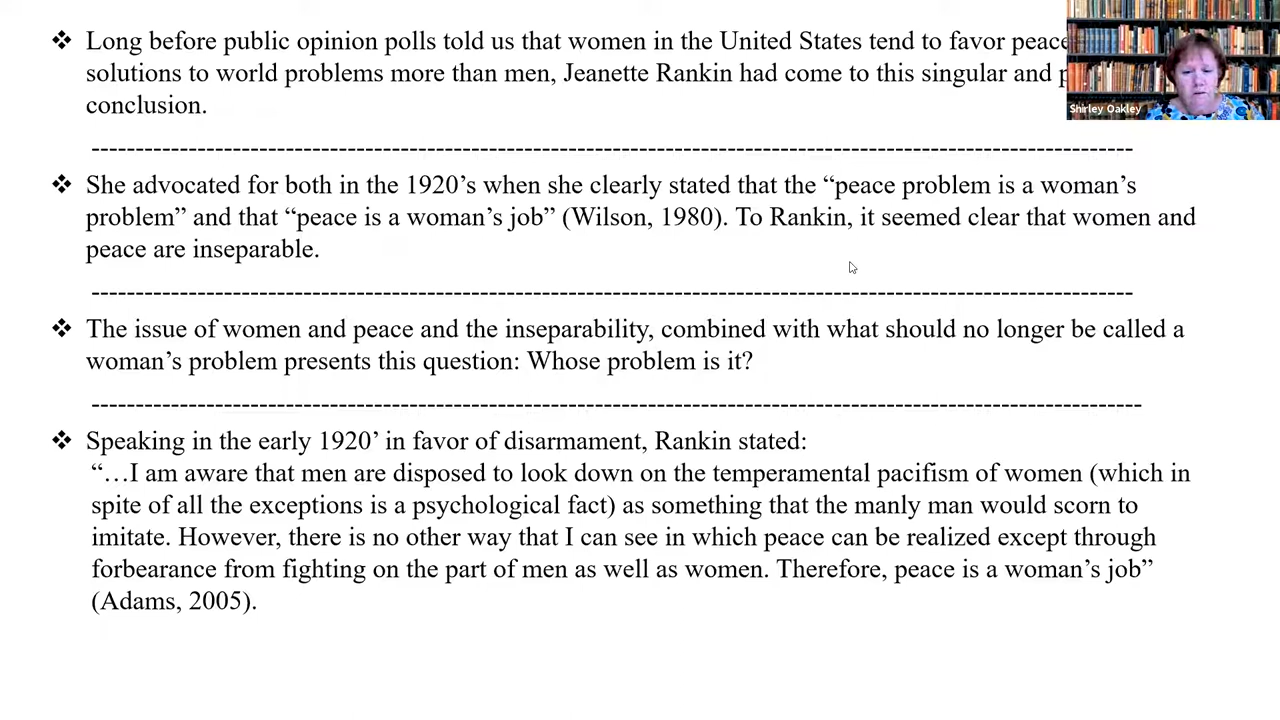 ❖ Long before public opinion polls told us that women in the United States tend to favor peace
solutions to world problems more than men, Jeanette Rankin had come to this singular and
conclusion.
Shirley Oakley
--------------------------------------------------------------------------------------------------------------------
❖ She advocated for both in the 1920’s when she clearly stated that the “peace problem is a woman’s
problem” and that “peace is a woman’s job” (Wilson, 1980). To Rankin, it seemed clear that women and
peace are inseparable.
--------------------------------------------------------------------------------------------------------------------
❖ The issue of women and peace and the inseparability, combined with what should no longer be called a
woman’s problem presents this question: Whose problem is it?
---------------------------------------------------------------------------------------------------------------------
❖ Speaking in the early 1920’ in favor of disarmament, Rankin stated:
“…I am aware that men are disposed to look down on the temperamental pacifism of women (which in
spite of all the exceptions is a psychological fact) as something that the manly man would scorn to
imitate. However, there is no other way that I can see in which peace can be realized except through
forbearance from fighting on the part of men as well as women. Therefore, peace is a woman’s job”
(Adams, 2005).